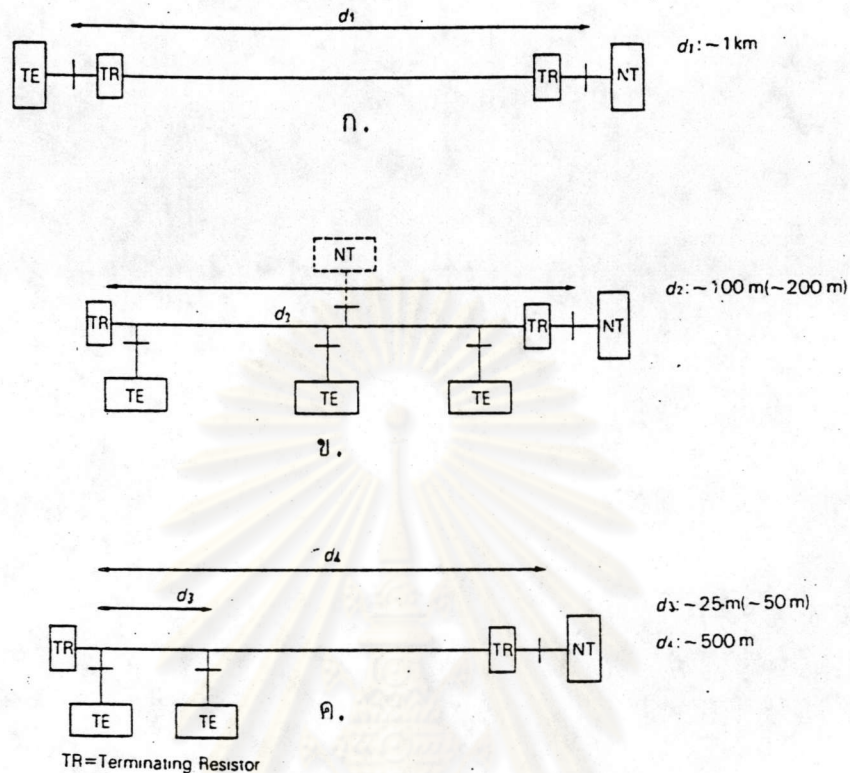 d₁
d₁: ~1 km
TE
TR
TR
NT
ก.
NT
d₂: ~100 m(~200 m)
TR
d₂
TR
NT
TE
TE
TE
ข.
d₄
d₃
d₃: ~25 m(~50 m)
d₄: ~500 m
TR
TR
NT
TE
TE
ค.
TR=Terminating Resistor